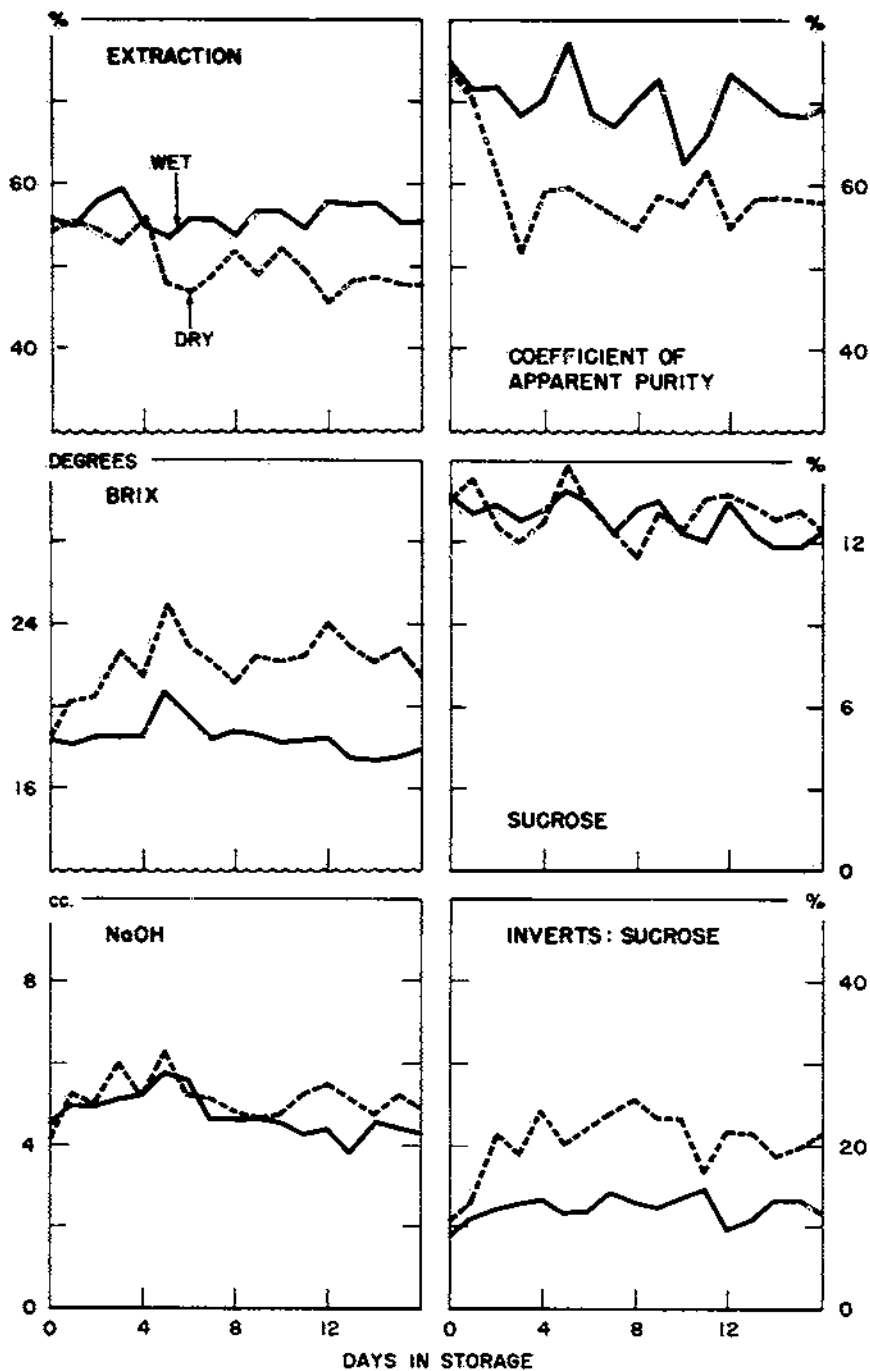 %
EXTRACTION
WET
DRY
60
40
%
60
40
COEFFICIENT OF
APPARENT PURITY
DEGREES
BRIX
24
16
%
12
6
0
SUCROSE
CC.
NaOH
8
4
0
0 4 8 12
%
INVERTS: SUCROSE
40
20
0
0 4 8 12
DAYS IN STORAGE